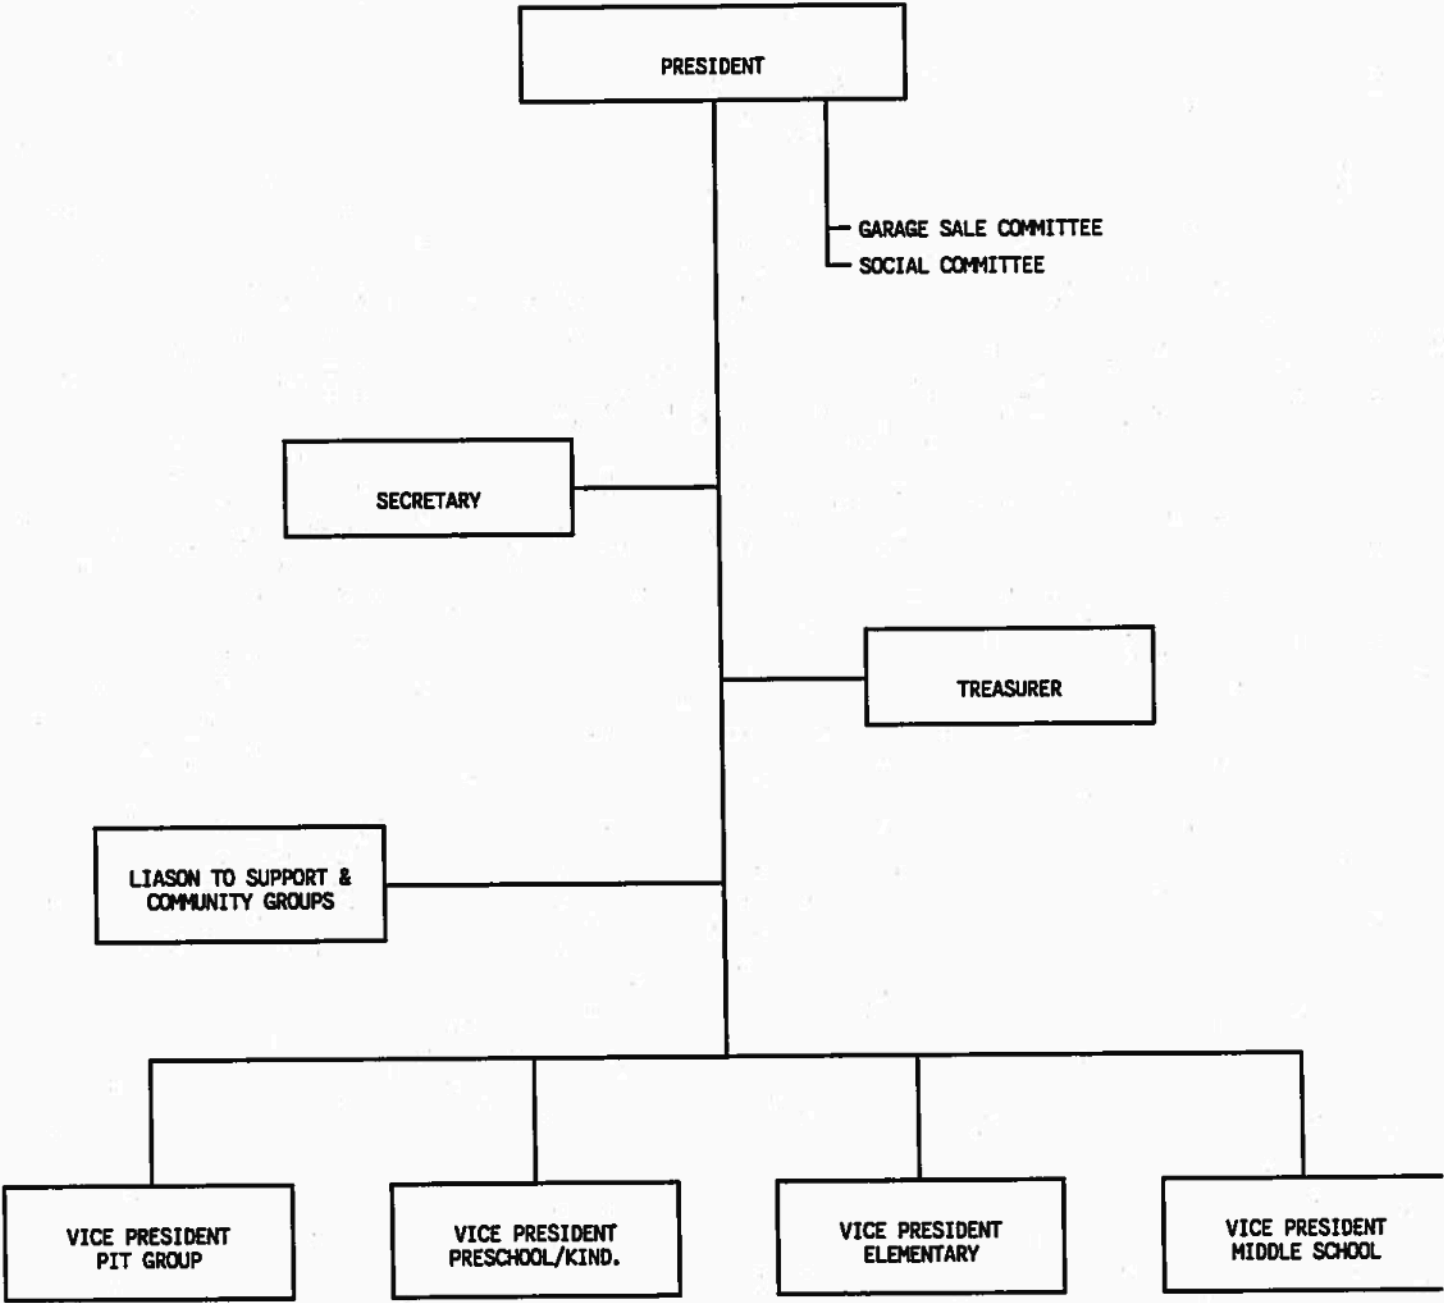 PRESIDENT
GARAGE SALE COMMITTEE
SOCIAL COMMITTEE
SECRETARY
TREASURER
LIASON TO SUPPORT &
COMMUNITY GROUPS
VICE PRESIDENT
PIT GROUP
VICE PRESIDENT
PRESCHOOL/KIND.
VICE PRESIDENT
ELEMENTARY
VICE PRESIDENT
MIDDLE SCHOOL